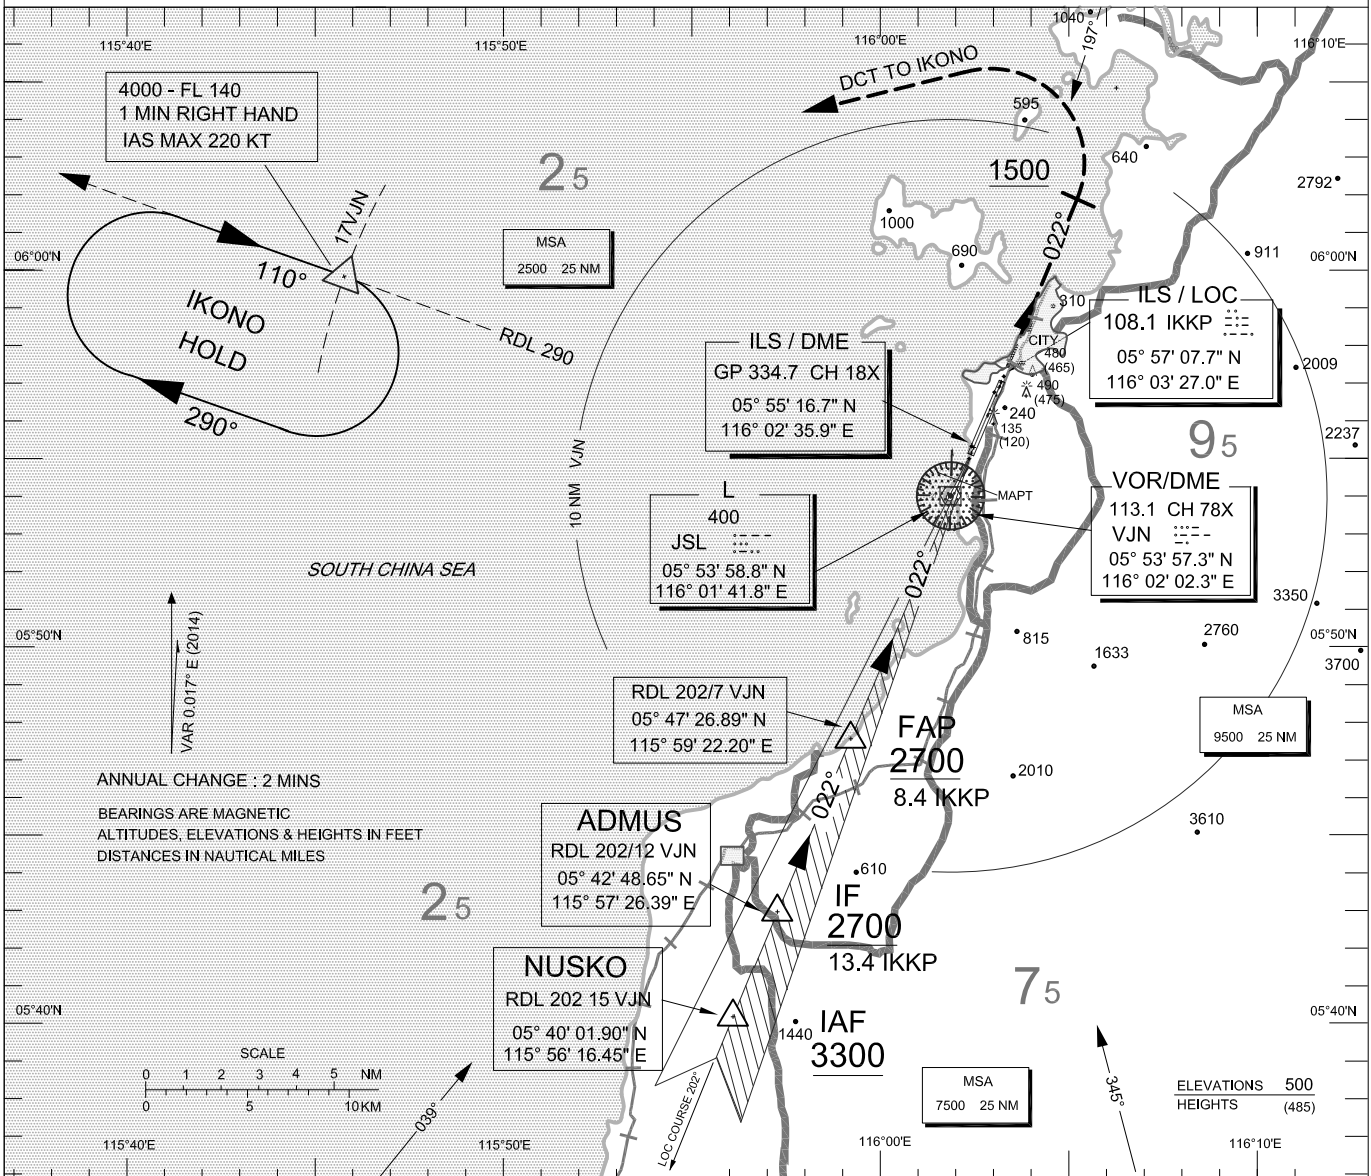 115°40'E
115°50'E
116°00'E
1040
197°
116°10'E
4000 - FL 140
1 MIN RIGHT HAND
IAS MAX 220 KT
DCT TO IKONO
595
640
2792
2 5
1500
17VJN
1000
690
022°
911
MSA
2500 25 NM
06°00'N
06°00'N
110°
IKONO
HOLD
290°
RDL 290
310
ILS / LOC
108.1 IKKP
05° 57' 07.7" N
116° 03' 27.0" E
CITY
480
(465)
490
(475)
240
135
(120)
2009
ILS / DME
GP 334.7 CH 18X
05° 55' 16.7" N
116° 02' 35.9" E
9 5
2237
10 NM VJN
L
400
JSL
05° 53' 58.8" N
116° 01' 41.8" E
MAPT
VOR/DME
113.1 CH 78X
VJN
05° 53' 57.3" N
116° 02' 02.3" E
022°
SOUTH CHINA SEA
3350
VAR 0.017° E (2014)
05°50'N
05°50'N
815
1633
2760
3700
RDL 202/7 VJN
05° 47' 26.89" N
115° 59' 22.20" E
FAP
2700
8.4 IKKP
MSA
9500 25 NM
022°
2010
3610
ANNUAL CHANGE : 2 MINS
BEARINGS ARE MAGNETIC
ALTITUDES, ELEVATIONS & HEIGHTS IN FEET
DISTANCES IN NAUTICAL MILES
ADMUS
RDL 202/12 VJN
05° 42' 48.65" N
115° 57' 26.39" E
610
2 5
IF
2700
13.4 IKKP
NUSKO
RDL 202 15 VJN
05° 40' 01.90" N
115° 56' 16.45" E
7 5
05°40'N
05°40'N
1440
IAF
3300
SCALE
0 1 2 3 4 5 NM
0 5 10KM
039°
LOC COURSE 202°
MSA
7500 25 NM
345°
ELEVATIONS 500
HEIGHTS (485)
115°40'E
115°50'E
116°00'E
116°10'E